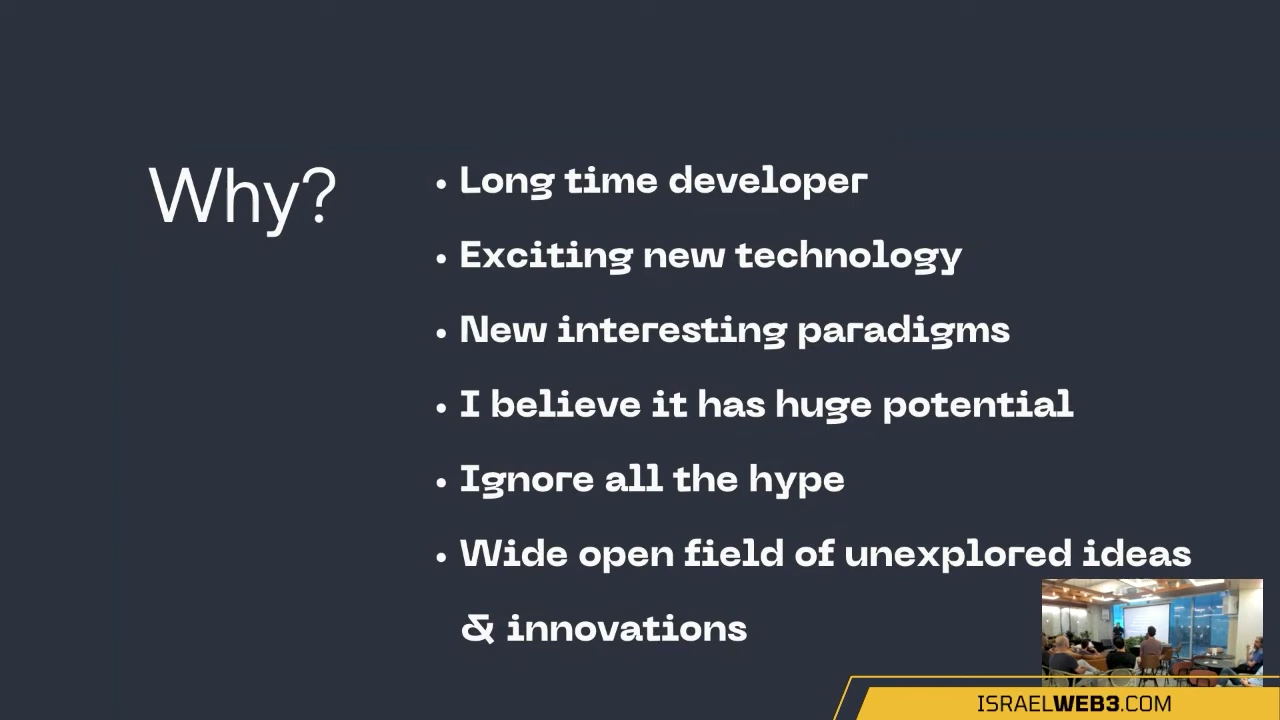 Why?
• Long time developer
• Exciting new technology
• New interesting paradigms
• I believe it has huge potential
• Ignore all the hype
• Wide open field of unexplored ideas
& innovations
ISRAELWEB3.COM